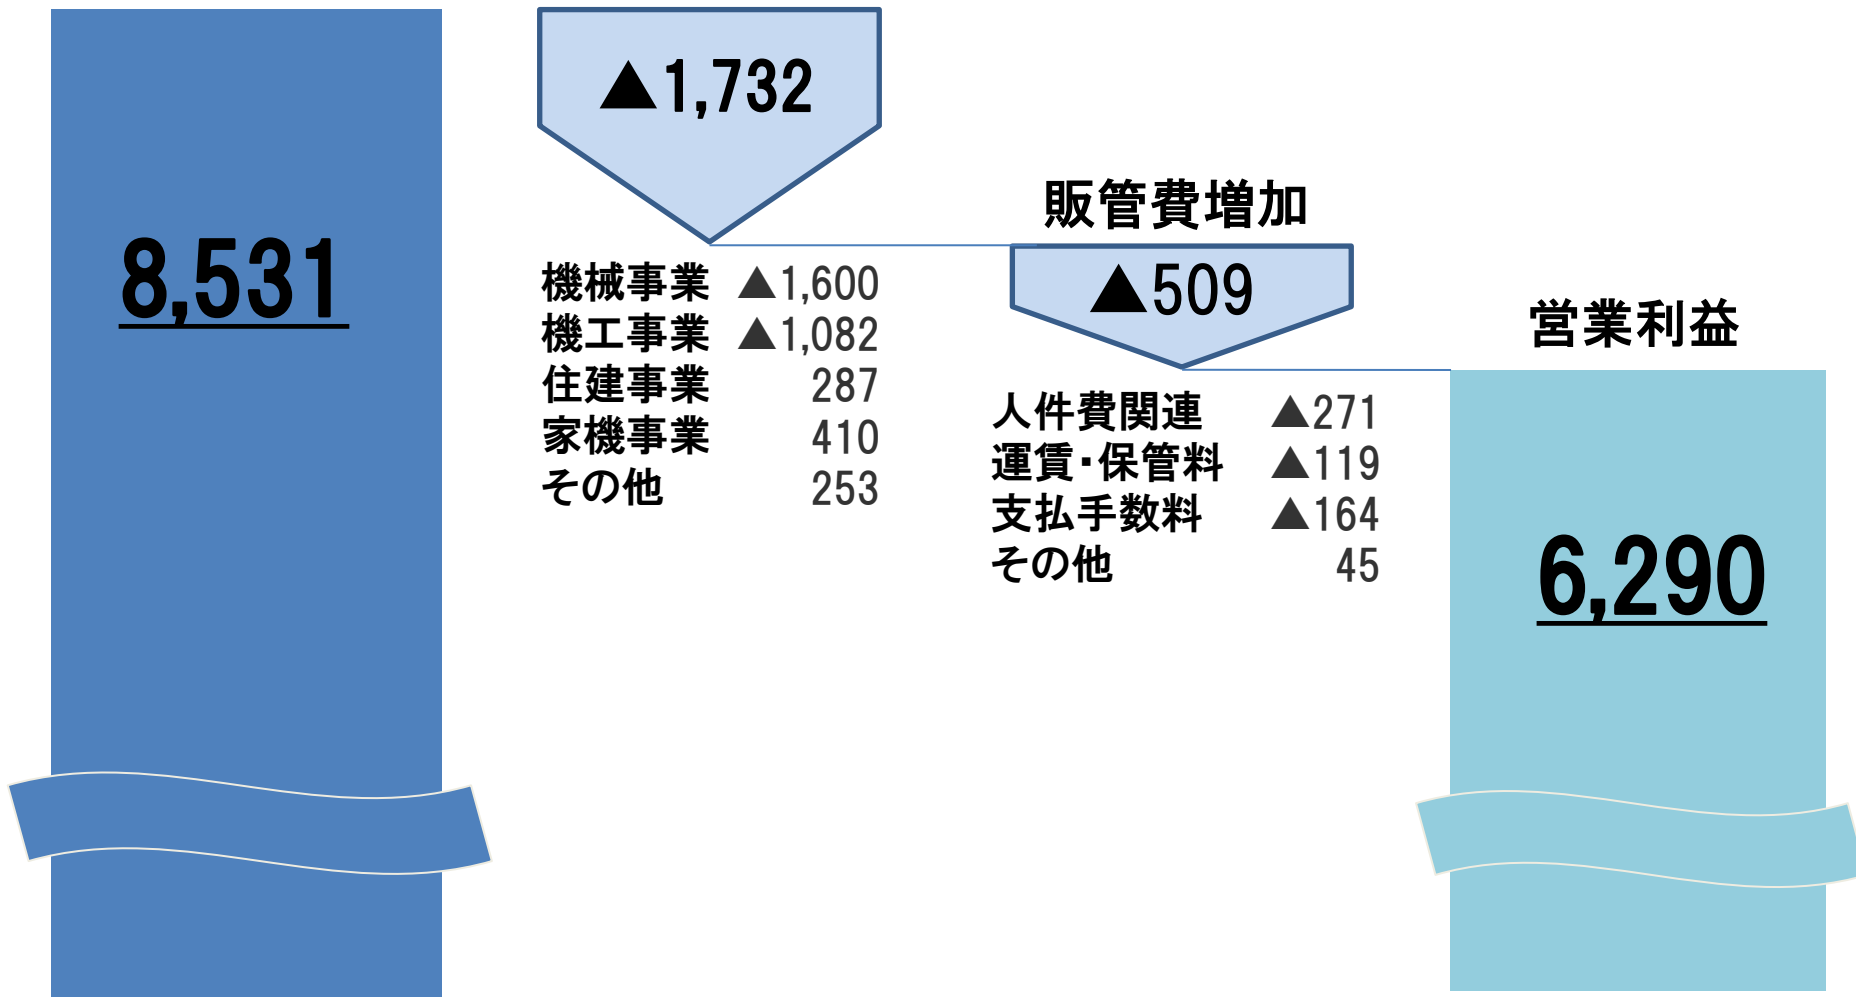 8,531
▲1,732
機械事業 ▲1,600
機工事業 ▲1,082
住建事業 287
家機事業 410
その他 253
販管費増加
▲509
人件費関連 ▲271
運賃・保管料 ▲119
支払手数料 ▲164
その他 45
営業利益
6,290